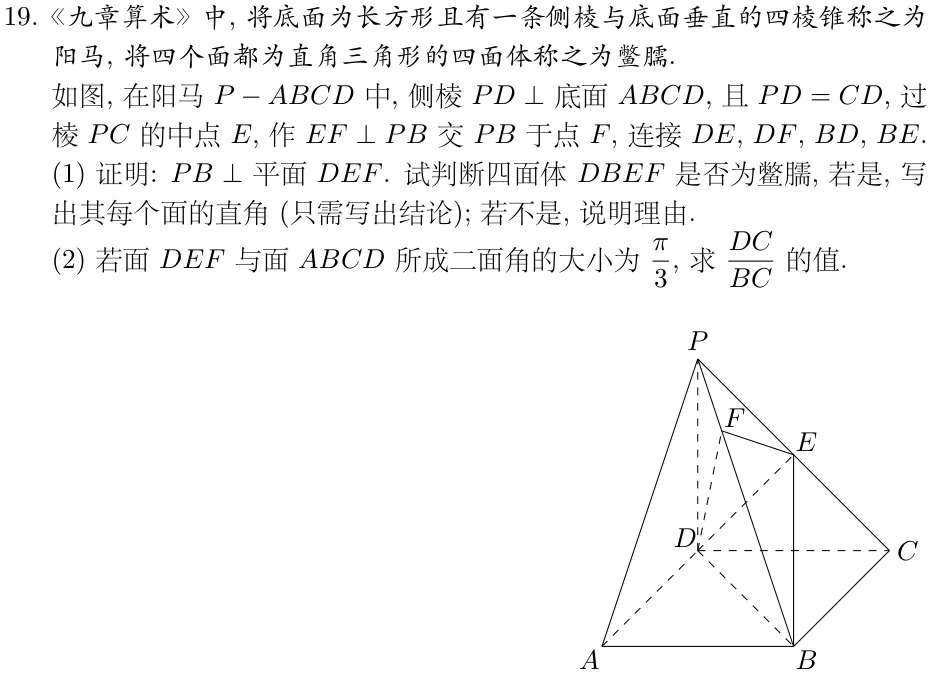 19.《九章算术》中, 将底面为长方形且有一条侧棱与底面垂直的四棱锥称之为
阳马, 将四个面都为直角三角形的四面体称之为鳖臑.
如图, 在阳马 P − ABCD 中, 侧棱 PD ⊥ 底面 ABCD, 且 PD = CD, 过
棱 PC 的中点 E, 作 EF ⊥ PB 交 PB 于点 F, 连接 DE, DF, BD, BE.
(1) 证明: PB ⊥ 平面 DEF. 试判断四面体 DBEF 是否为鳖臑, 若是, 写
出其每个面的直角 (只需写出结论); 若不是, 说明理由.
(2) 若面 DEF 与面 ABCD 所成二面角的大小为 π/3, 求 DC/BC 的值.
P
F
E
D
C
A
B